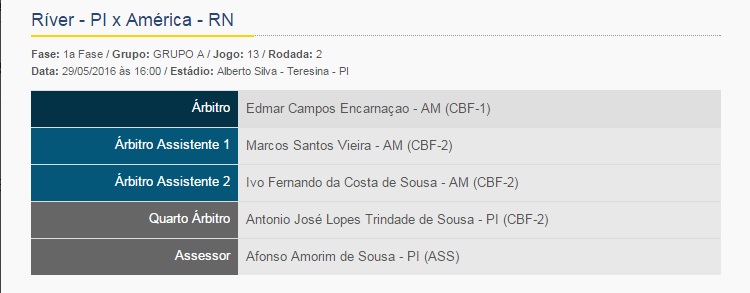 Ríver - PI x América - RN
Fase: 1a Fase / Grupo: GRUPO A / Jogo: 13 / Rodada: 2
Data: 29/05/2016 às 16:00 / Estádio: Alberto Silva - Teresina - PI
Árbitro Edmar Campos Encarnaçao - AM (CBF-1)
Árbitro Assistente 1 Marcos Santos Vieira - AM (CBF-2)
Árbitro Assistente 2 Ivo Fernando da Costa de Sousa - AM (CBF-2)
Quarto Árbitro Antonio José Lopes Trindade de Sousa - PI (CBF-2)
Assessor Afonso Amorim de Sousa - PI (ASS)